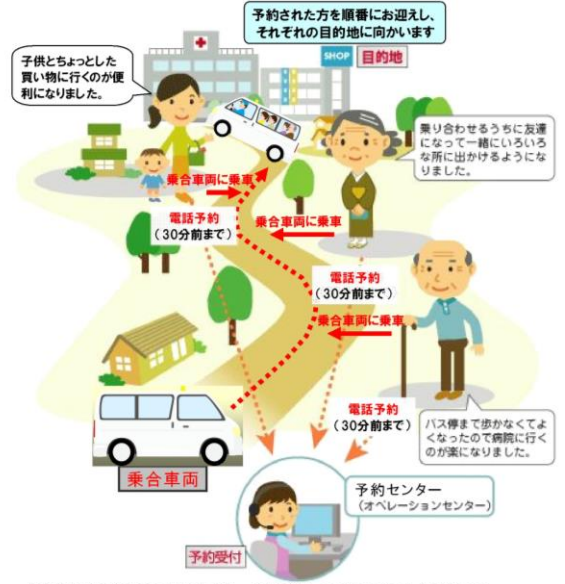 予約された方を順番にお迎えし、
それぞれの目的地に向かいます
子供とちょっとした
買い物に行くのが便
利になりました。
SHOP
目的地
乗り合わせるうちに友達
になって一緒にいろいろ
な所に出かけるようにな
りました。
乗合車両に乗車
電話予約
（30分前まで）
乗合車両に乗車
電話予約
（30分前まで）
乗合車両に乗車
電話予約
（30分前まで）
バス停まで歩かなくてよ
くなったので病院に行く
のが楽になりました。
乗合車両
予約センター
（オペレーションセンター）
予約受付